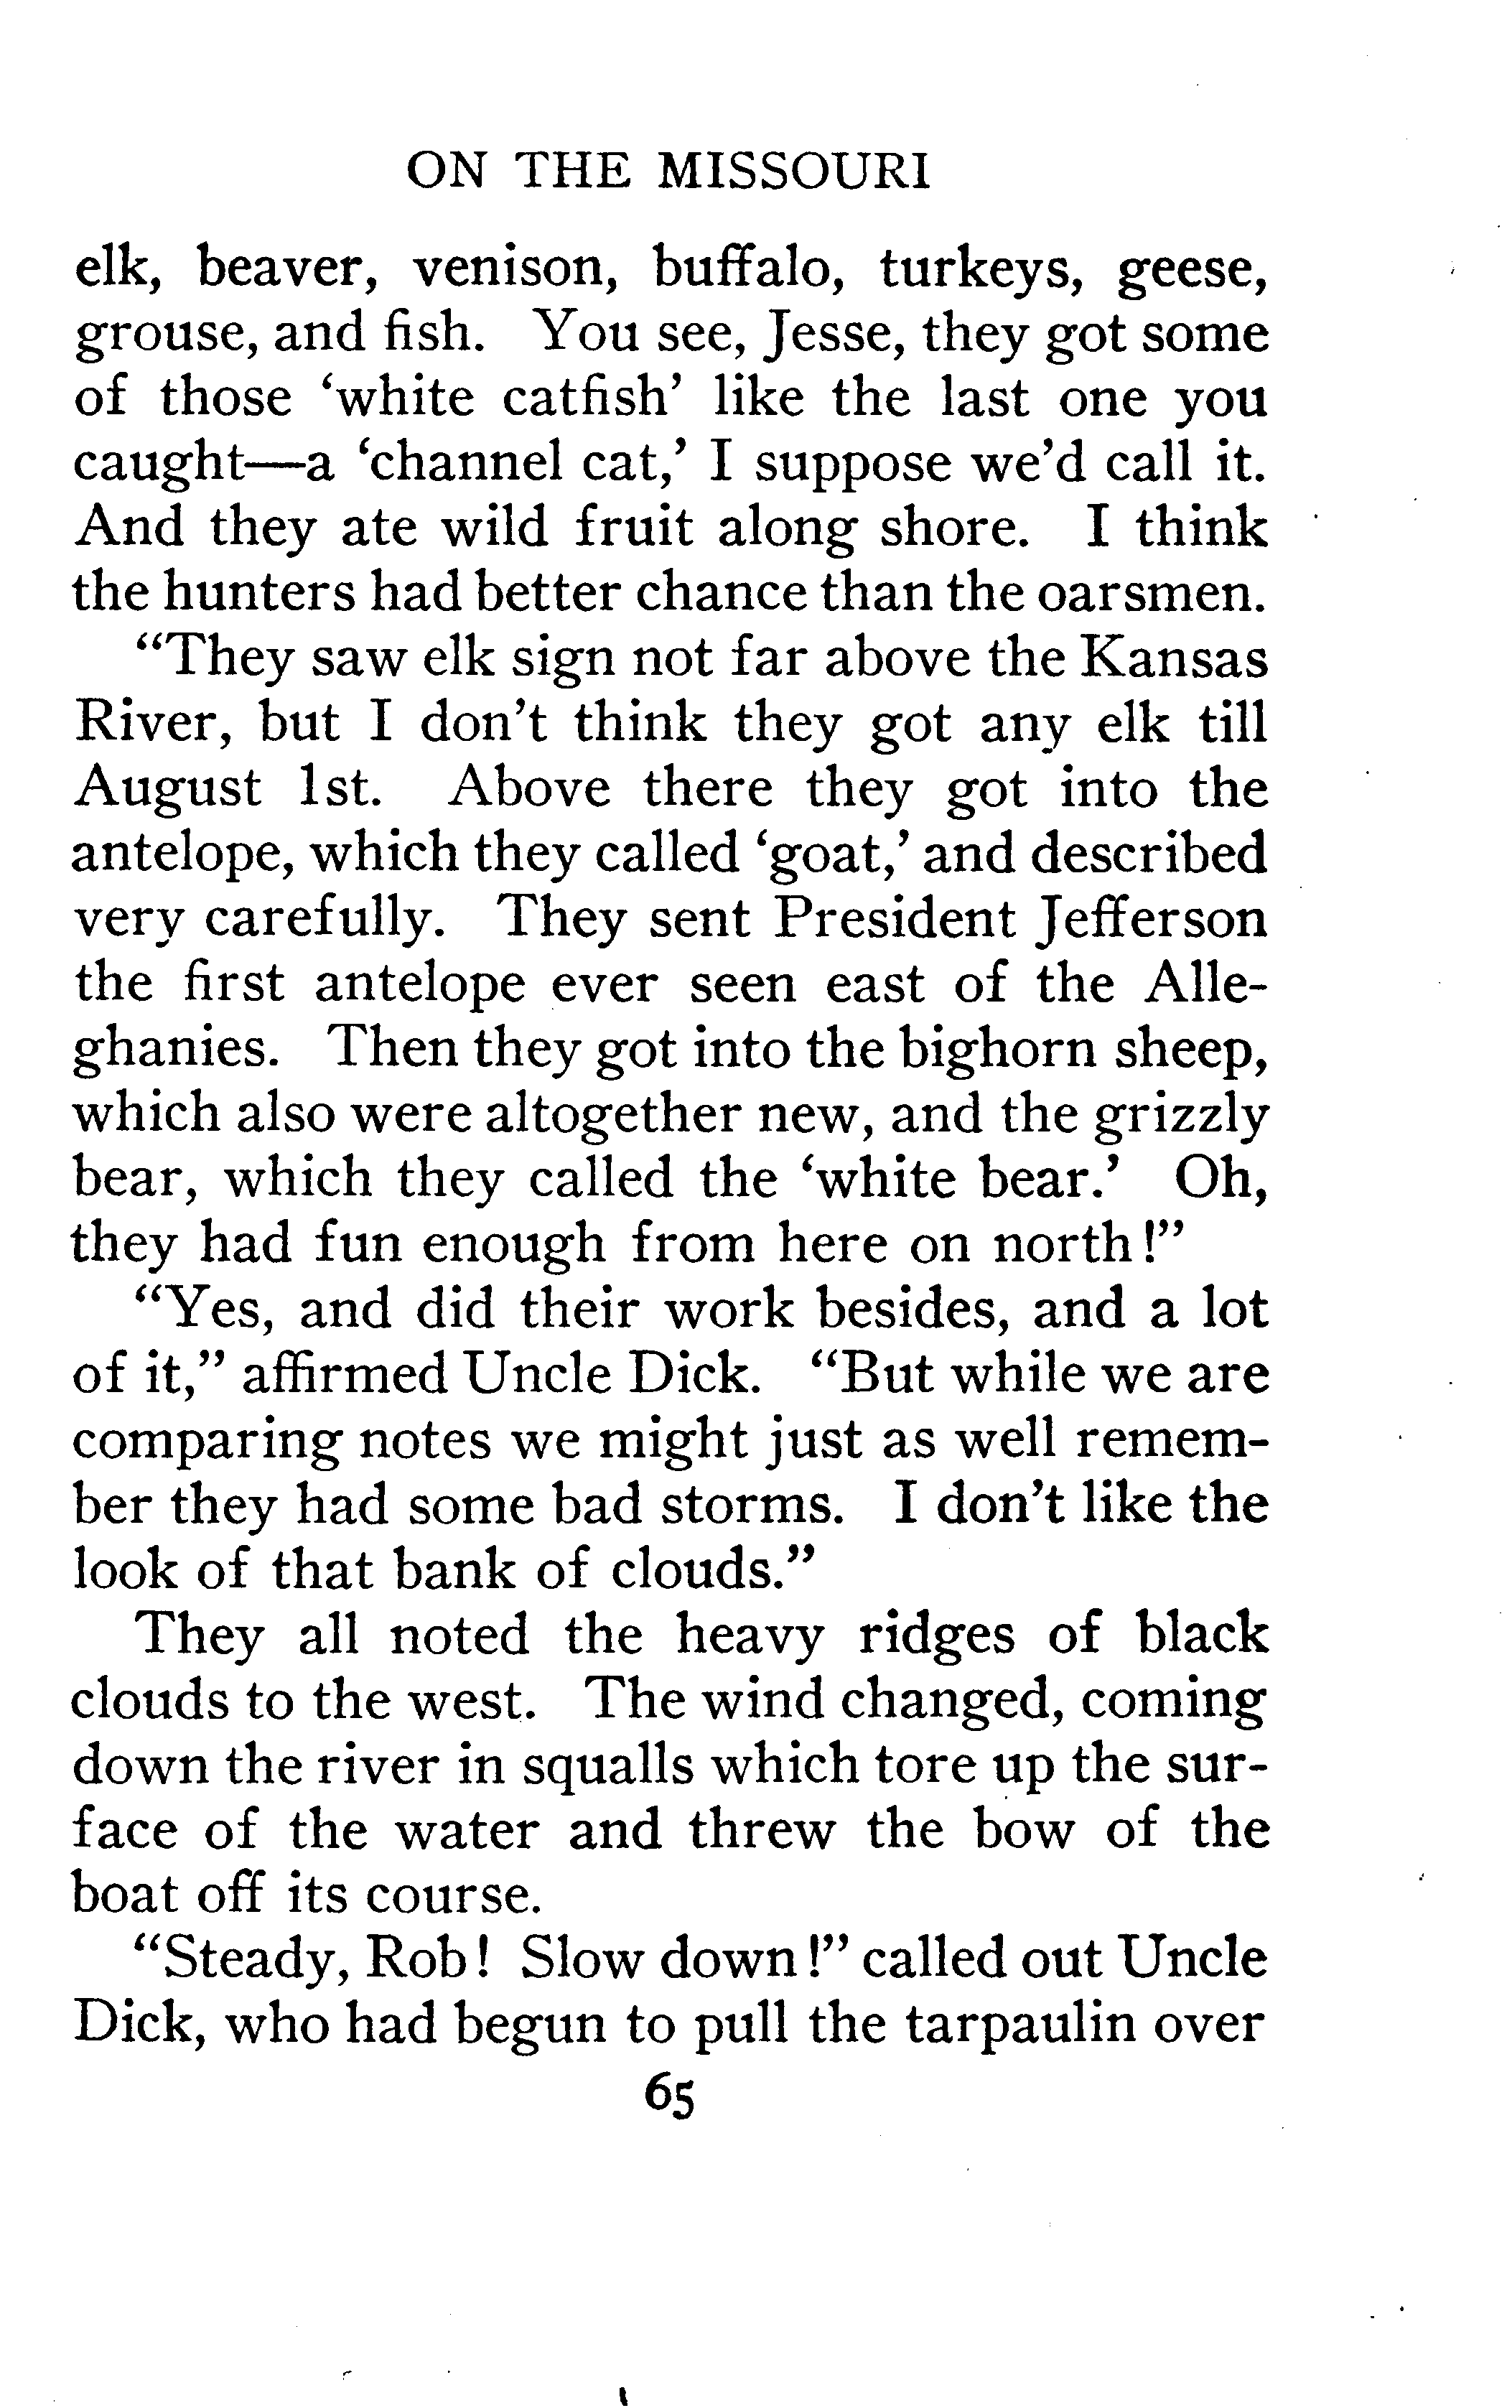 ON THE MISSOURI
elk, beaver, venison, buffalo, turkeys, geese,
grouse, and fish. You see, Jesse, they got some
of those ‘white catfish’ like the last one you
caught—a ‘channel cat,’ I suppose we’d call it.
And they ate wild fruit along shore. I think
the hunters had better chance than the oarsmen.
“They saw elk sign not far above the Kansas
River, but I don’t think they got any elk till
August 1st. Above there they got into the
antelope, which they called ‘goat,’ and described
very carefully. They sent President Jefferson
the first antelope ever seen east of the Alle-
ghanies. Then they got into the bighorn sheep,
which also were altogether new, and the grizzly
bear, which they called the ‘white bear.’ Oh,
they had fun enough from here on north!”
“Yes, and did their work besides, and a lot
of it,” affirmed Uncle Dick. “But while we are
comparing notes we might just as well remem-
ber they had some bad storms. I don’t like the
look of that bank of clouds.”
They all noted the heavy ridges of black
clouds to the west. The wind changed, coming
down the river in squalls which tore up the sur-
face of the water and threw the bow of the
boat off its course.
“Steady, Rob! Slow down!” called out Uncle
Dick, who had begun to pull the tarpaulin over
65